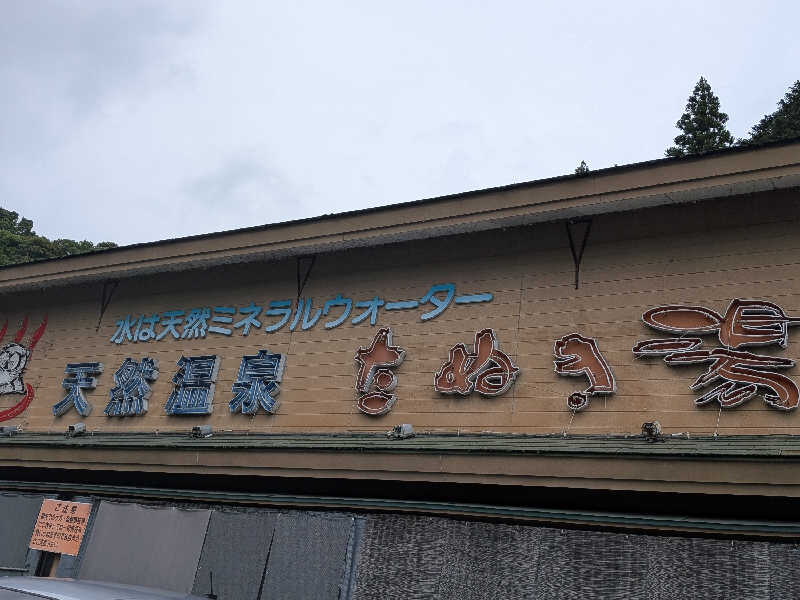 水は天然ミネラルウォーター
天然温泉 たぬき湯